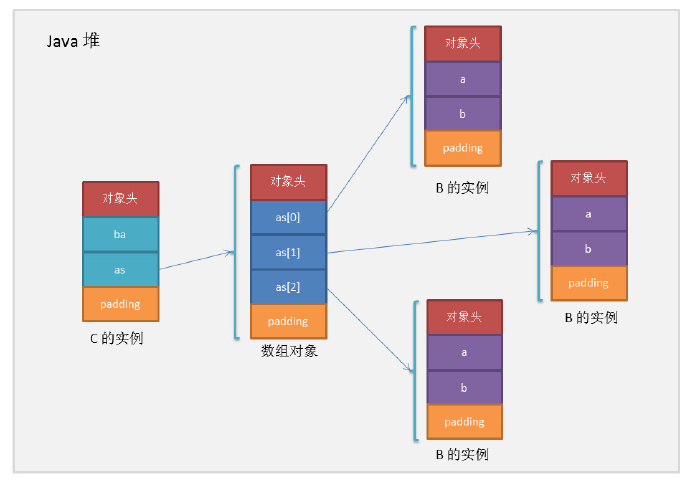 Java 堆
对象头
ba
as
padding
C 的实例
对象头
as[0]
as[1]
as[2]
padding
数组对象
对象头
a
b
padding
B 的实例
对象头
a
b
padding
B 的实例
对象头
a
b
padding
B 的实例